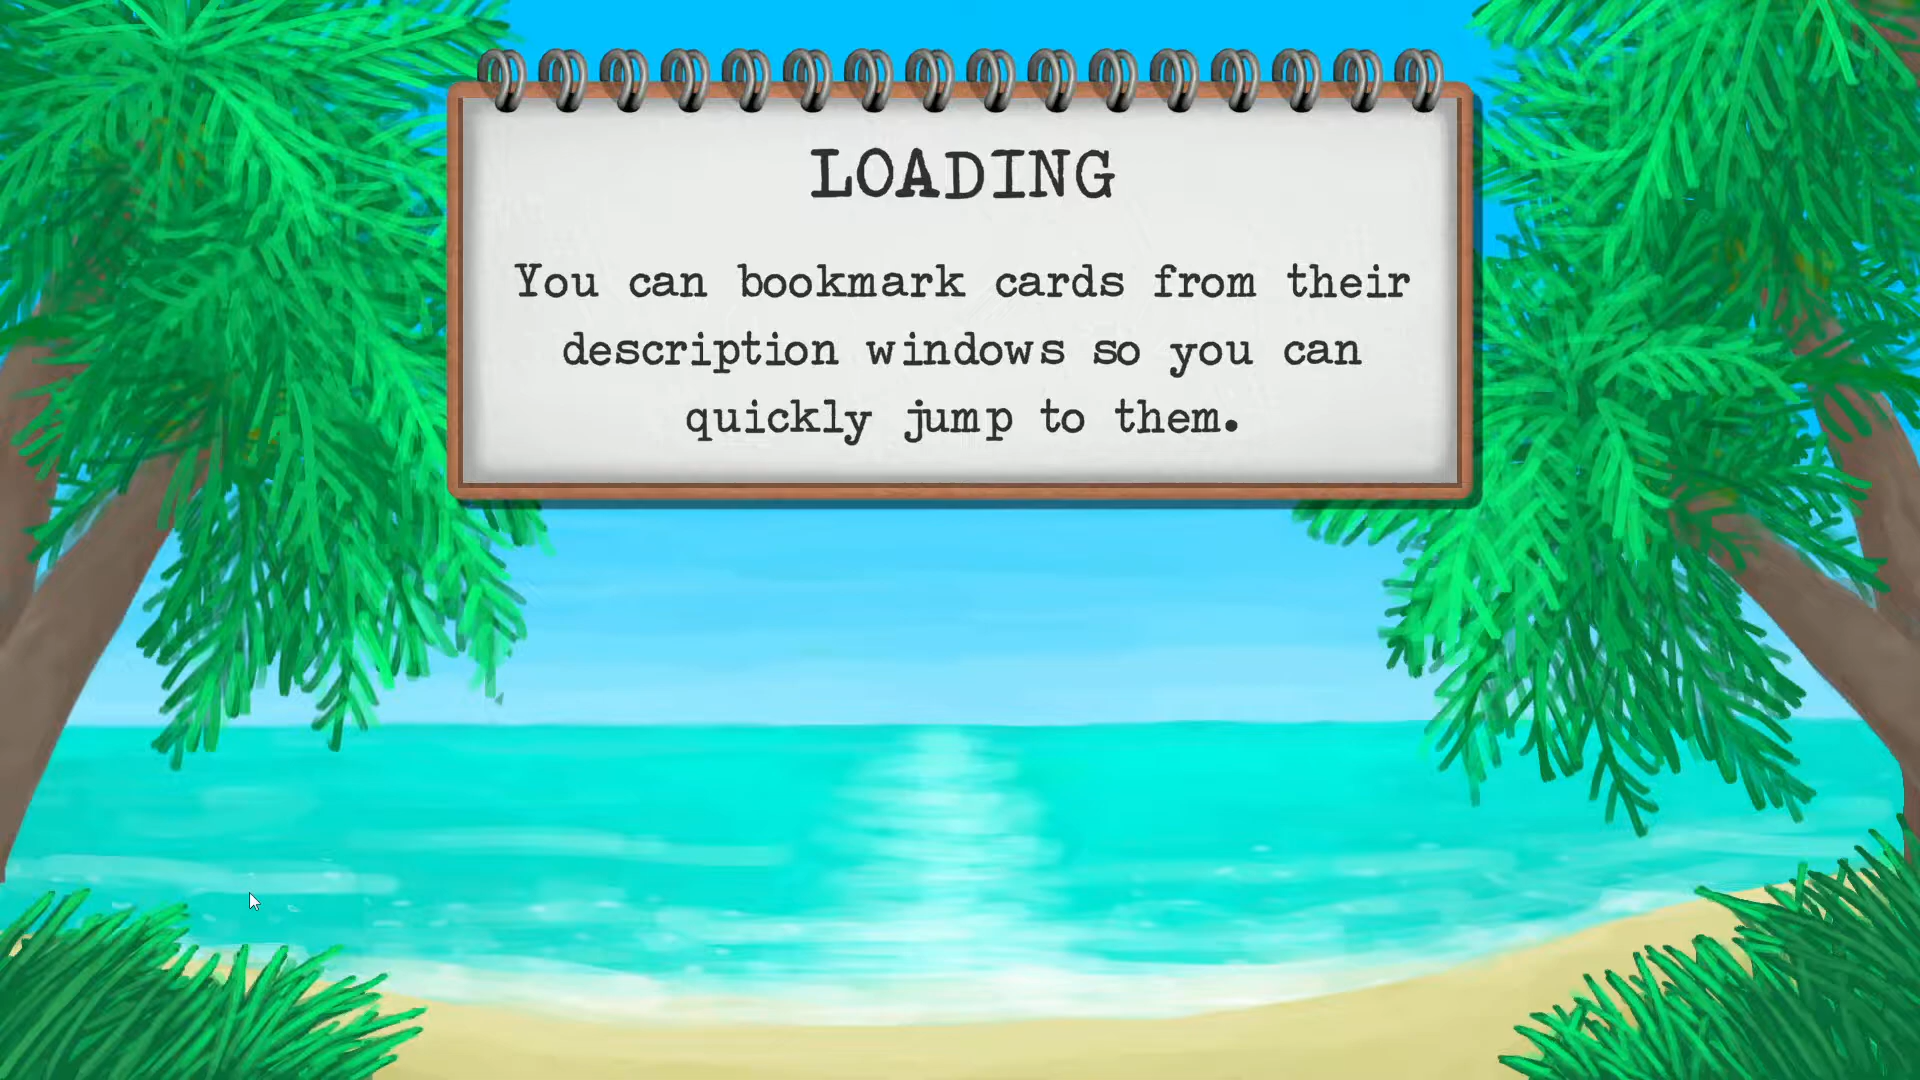 LOADING
You can bookmark cards from their
description windows so you can
quickly jump to them.